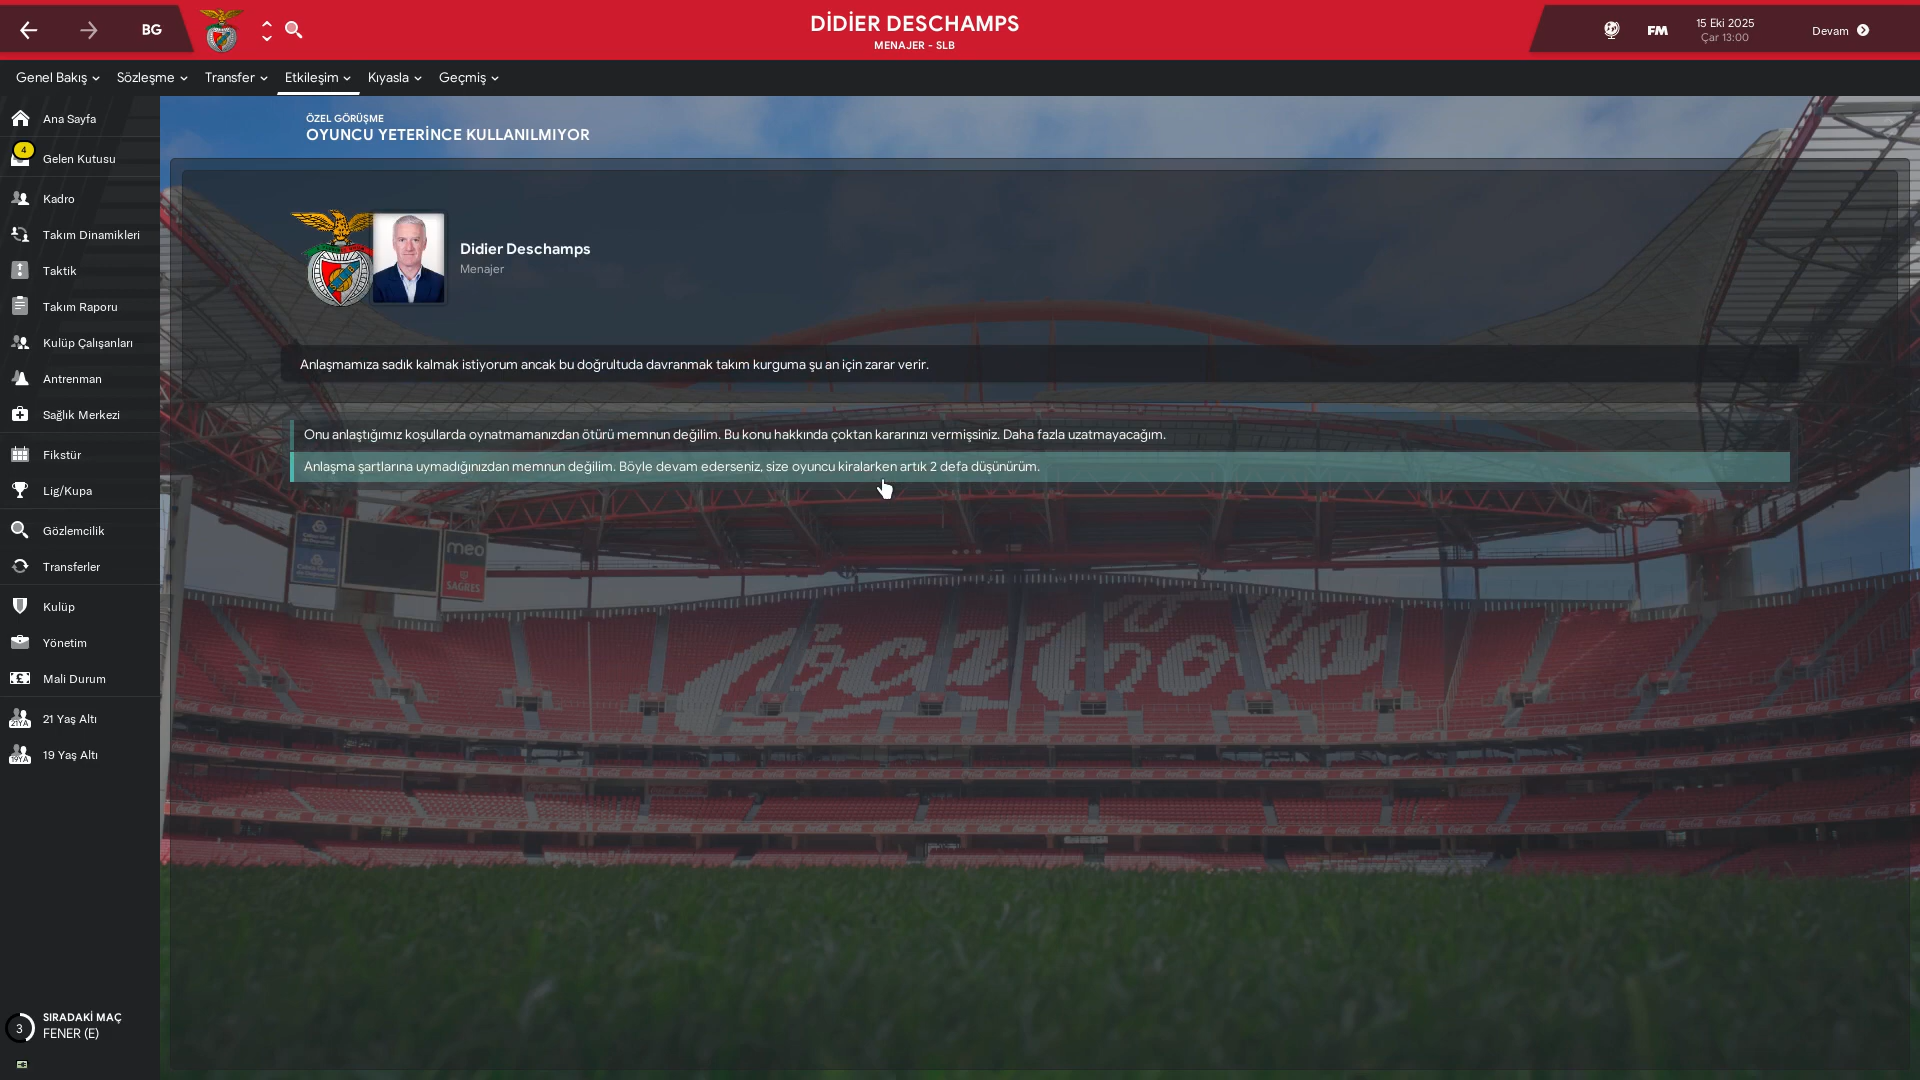 BG
DİDİER DESCHAMPS
MENAJER - SLB
FM
15 Eki 2025
Çar 13:00
Devam
Genel Bakış
Sözleşme
Transfer
Etkileşim
Kıyasla
Geçmiş
Ana Sayfa
4
Gelen Kutusu
Kadro
Takım Dinamikleri
Taktik
Takım Raporu
Kulüp Çalışanları
Antrenman
Sağlık Merkezi
Fikstür
Lig/Kupa
Gözlemcilik
Transferler
Kulüp
Yönetim
Mali Durum
21YA
21 Yaş Altı
19YA
19 Yaş Altı
3
SIRADAKİ MAÇ
FENER (E)
ÖZEL GÖRÜŞME
OYUNCU YETERİNCE KULLANILMIYOR
Didier Deschamps
Menajer
Anlaşmamıza sadık kalmak istiyorum ancak bu doğrultuda davranmak takım kurguma şu an için zarar verir.
Onu anlaştığımız koşullarda oynatmamanızdan ötürü memnun değilim. Bu konu hakkında çoktan kararınızı vermişsiniz. Daha fazla uzatmayacağım.
Anlaşma şartlarına uymadığınızdan memnun değilim. Böyle devam ederseniz, size oyuncu kiralarken artık 2 defa düşünürüm.
meo
SAGRES